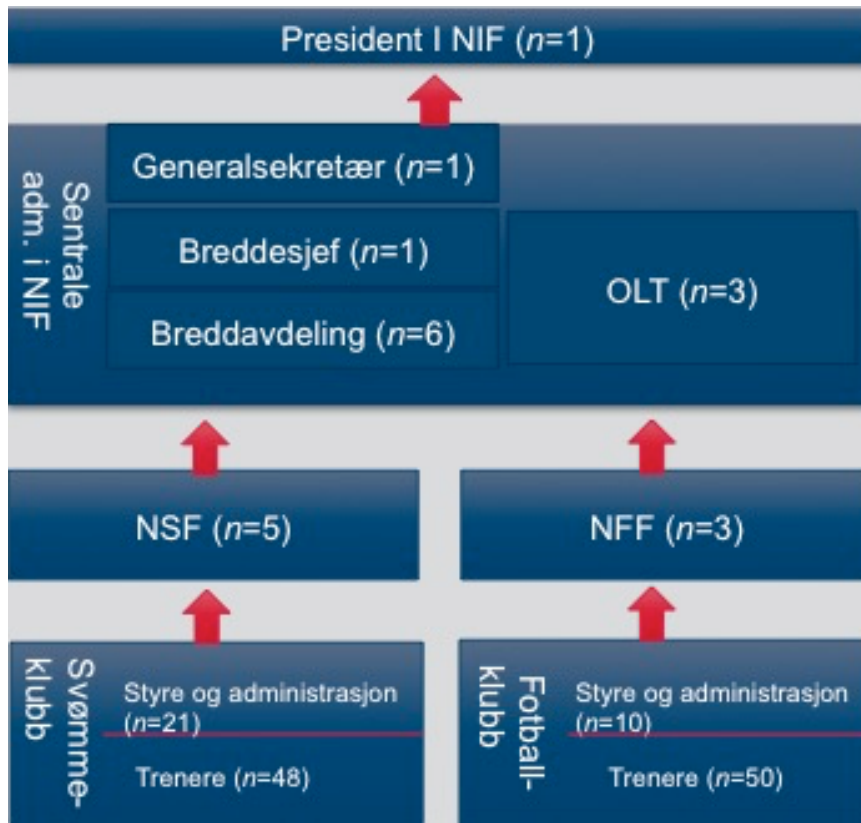 President I NIF (n=1)
Sentrale
adm. i NIF
Generalsekretær (n=1)
Breddesjef (n=1)
Breddavdeling (n=6)
OLT (n=3)
NSF (n=5)
NFF (n=3)
Svømme-
klubb
Styre og administrasjon
(n=21)
Trenere (n=48)
Fotball-
klubb
Styre og administrasjon
(n=10)
Trenere (n=50)